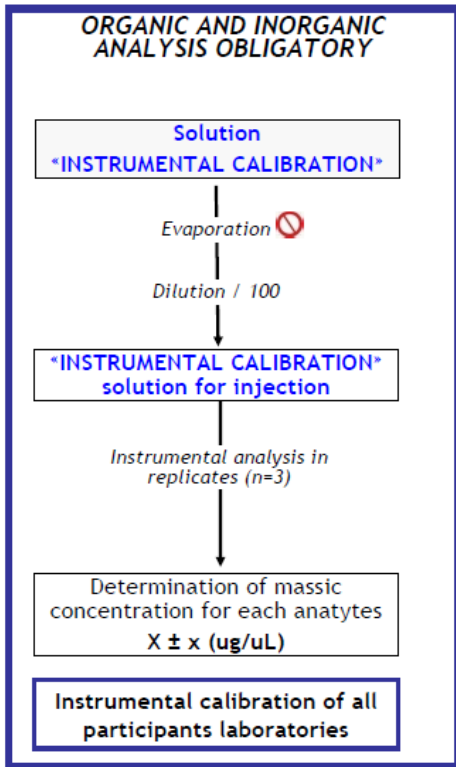 ORGANIC AND INORGANIC
ANALYSIS OBLIGATORY
Solution
«INSTRUMENTAL CALIBRATION»
Evaporation
Dilution / 100
«INSTRUMENTAL CALIBRATION»
solution for injection
Instrumental analysis in
replicates (n=3)
Determination of massic
concentration for each anatytes
X ± x (ug/uL)
Instrumental calibration of all
participants laboratories